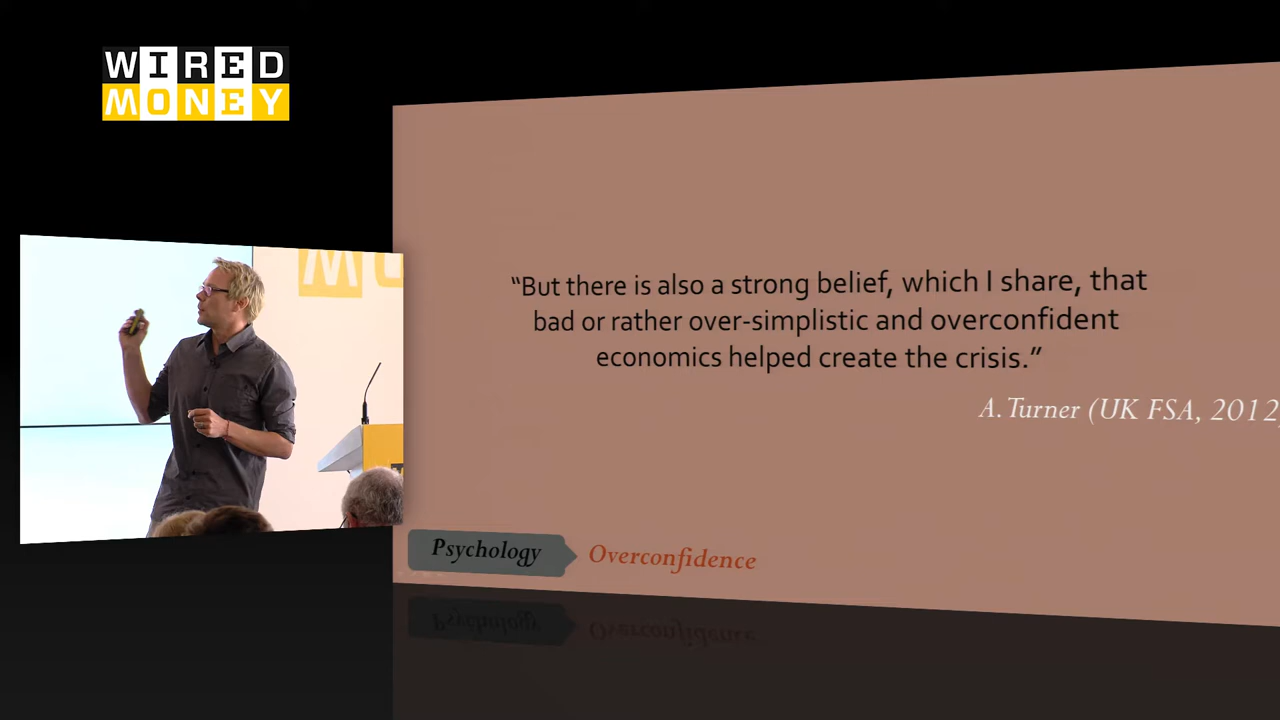 WIRED
MONEY
“But there is also a strong belief, which I share, that
bad or rather over-simplistic and overconfident
economics helped create the crisis.”
A. Turner (UK FSA, 2012)
Psychology
Overconfidence